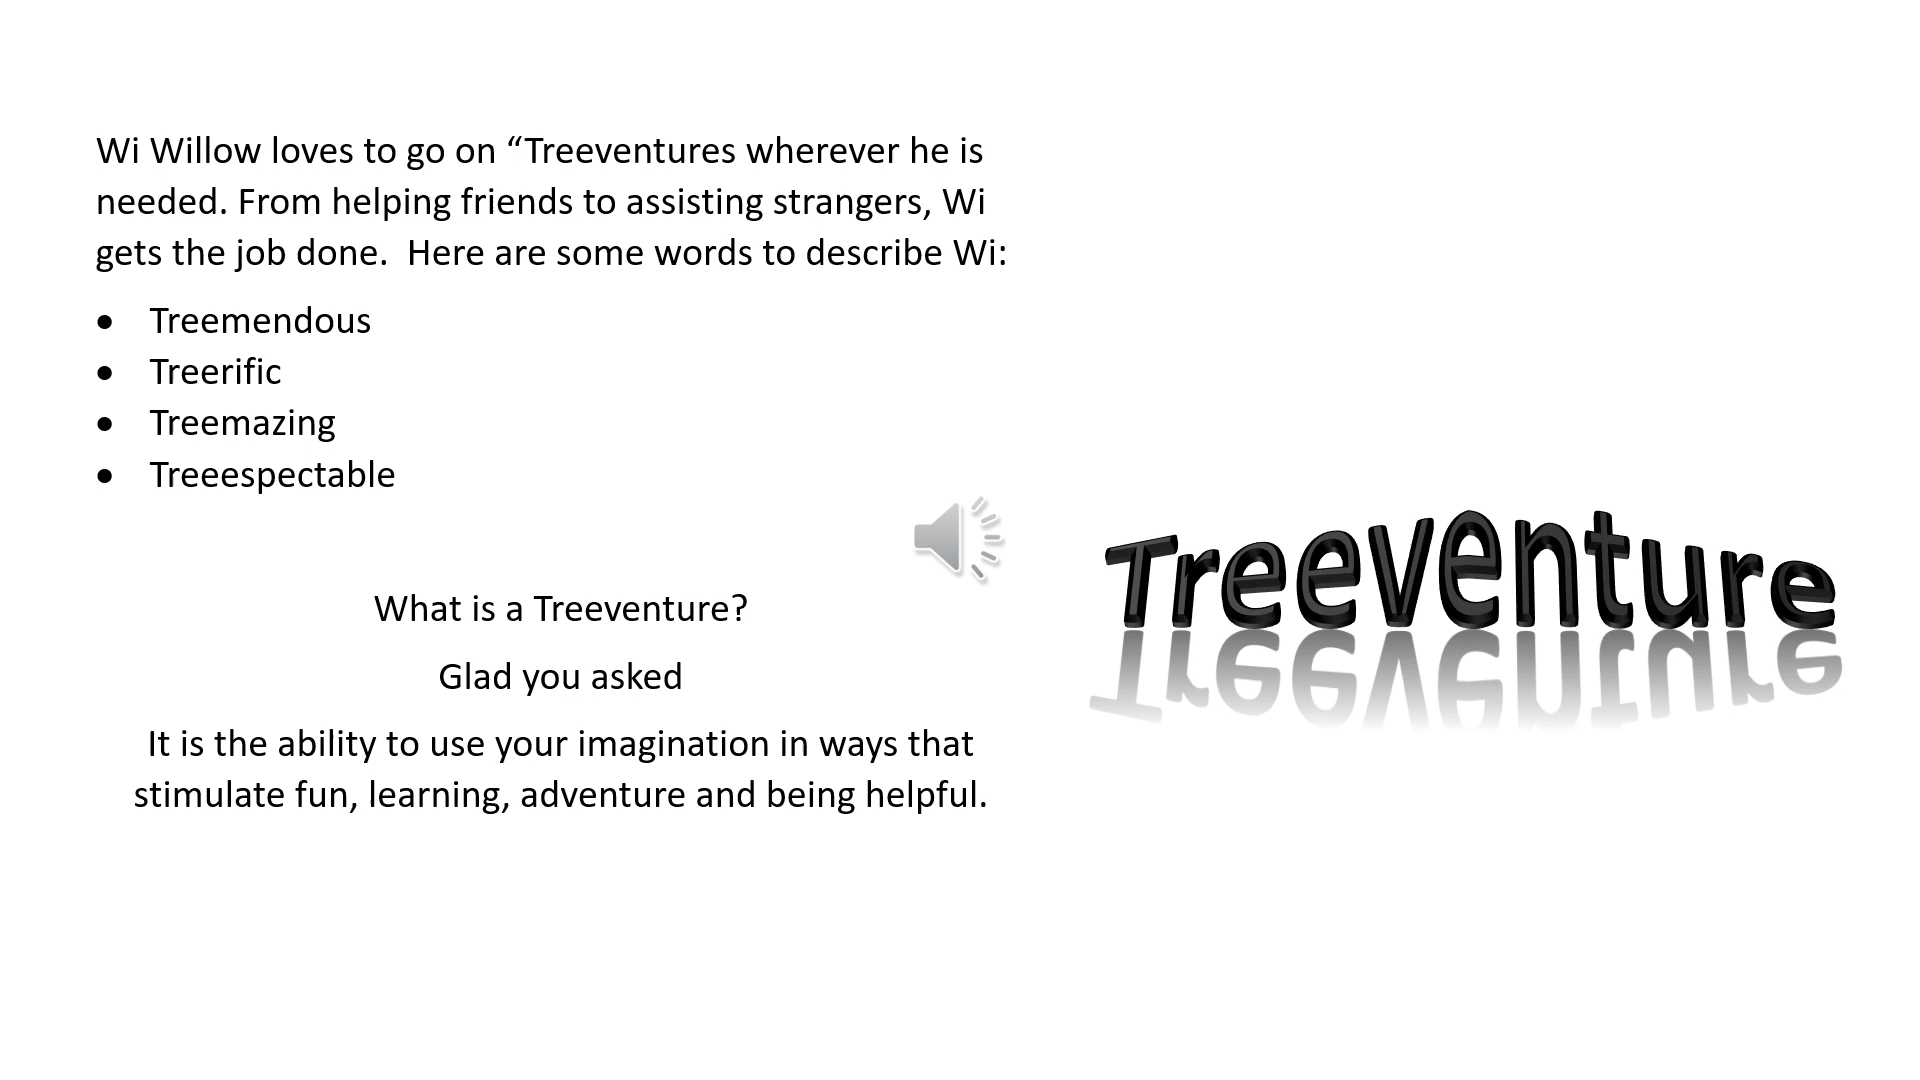 Wi Willow loves to go on “Treeventures wherever he is
needed. From helping friends to assisting strangers, Wi
gets the job done.  Here are some words to describe Wi:
• Treemendous
• Treerific
• Treemazing
• Treeespectable
What is a Treeventure?
Glad you asked
It is the ability to use your imagination in ways that
stimulate fun, learning, adventure and being helpful.
Treeventure